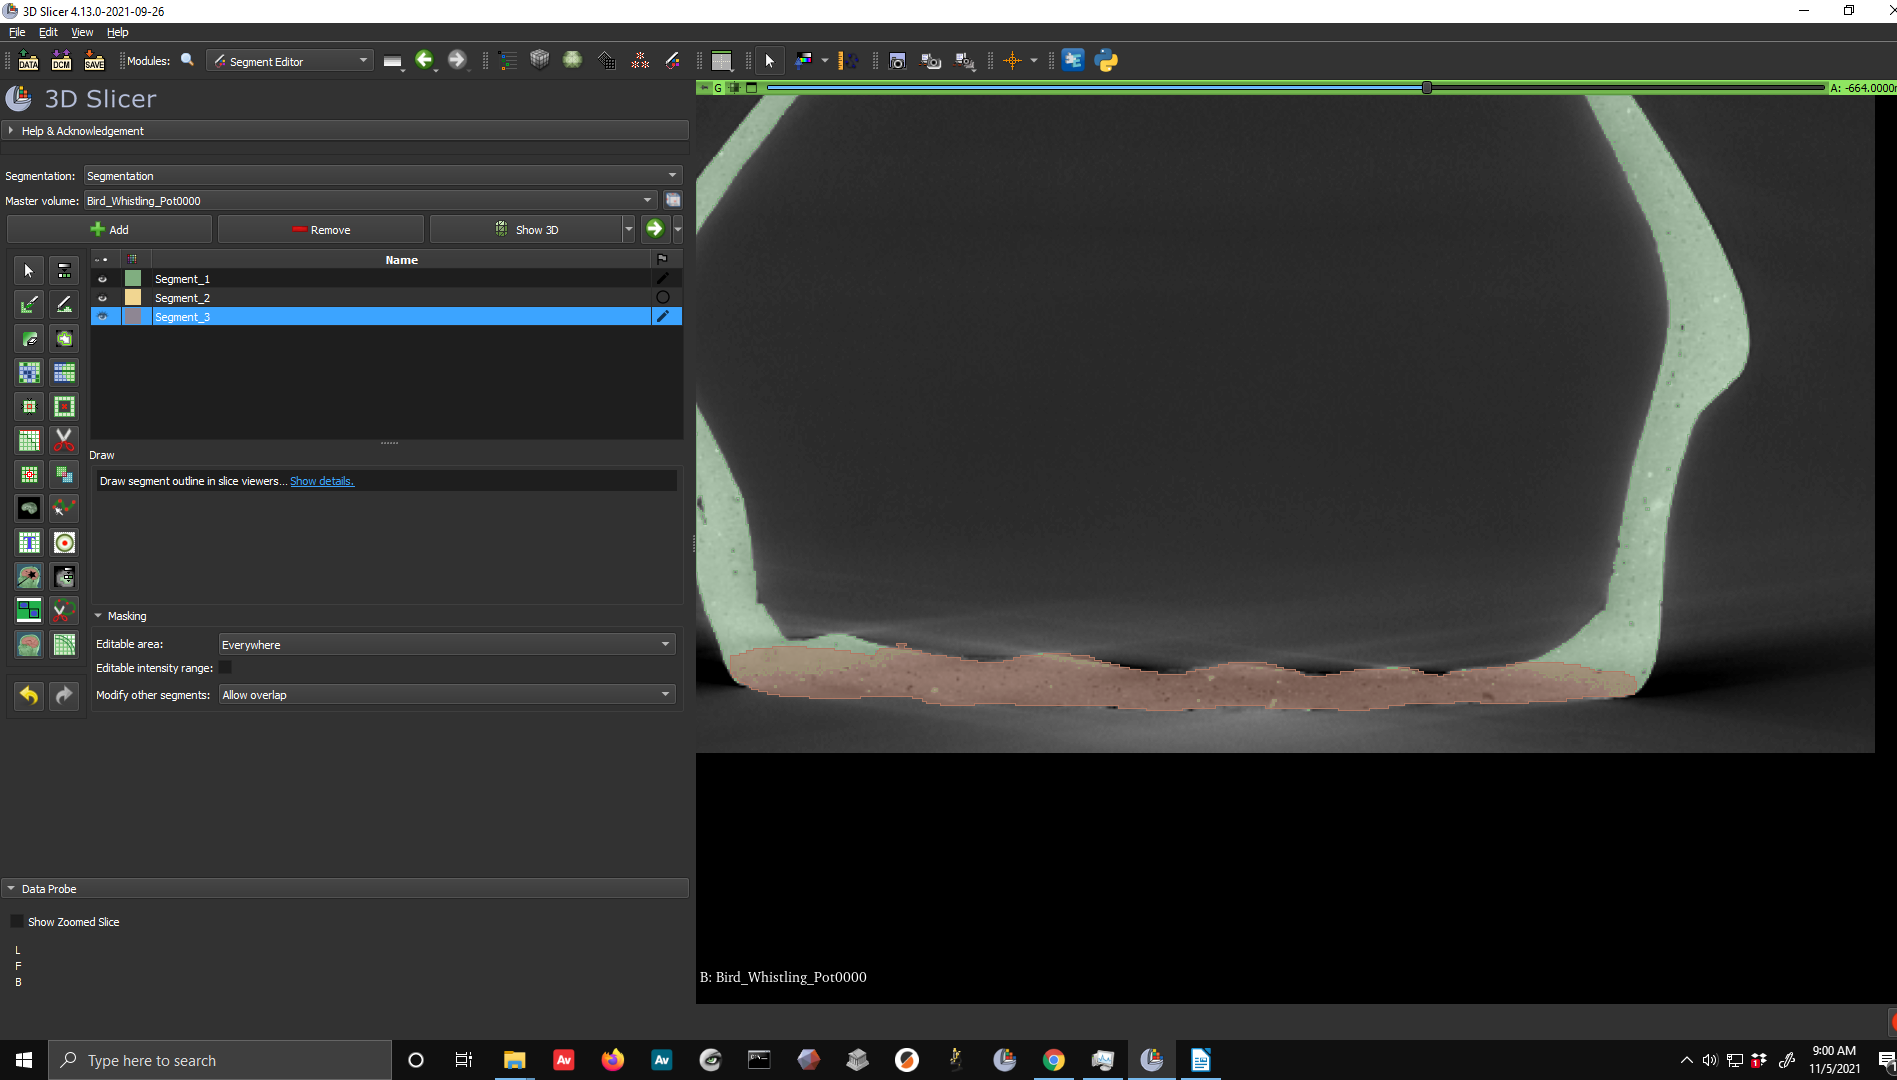 3D Slicer 4.13.0-2021-09-26
File Edit View Help
DATA DCM SAVE Modules: Segment Editor
3D Slicer
G A: -664.0000
Help & Acknowledgement
Segmentation: Segmentation
Master volume: Bird_Whistling_Pot0000
Add Remove Show 3D
Name
Segment_1
Segment_2
Segment_3
Draw
Draw segment outline in slice viewers... Show details.
Masking
Editable area: Everywhere
Editable intensity range:
Modify other segments: Allow overlap
Data Probe
Show Zoomed Slice
L
F
B
B: Bird_Whistling_Pot0000
Type here to search
Av
Av
9:00 AM
11/5/2021